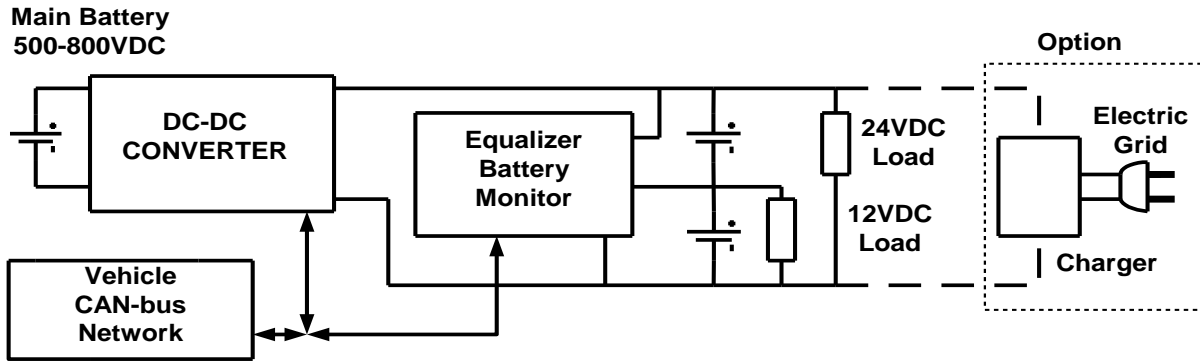 Main Battery
500-800VDC
Option
DC-DC
CONVERTER
Equalizer
Battery
Monitor
24VDC
Load
Electric
Grid
12VDC
Load
Charger
Vehicle
CAN-bus
Network